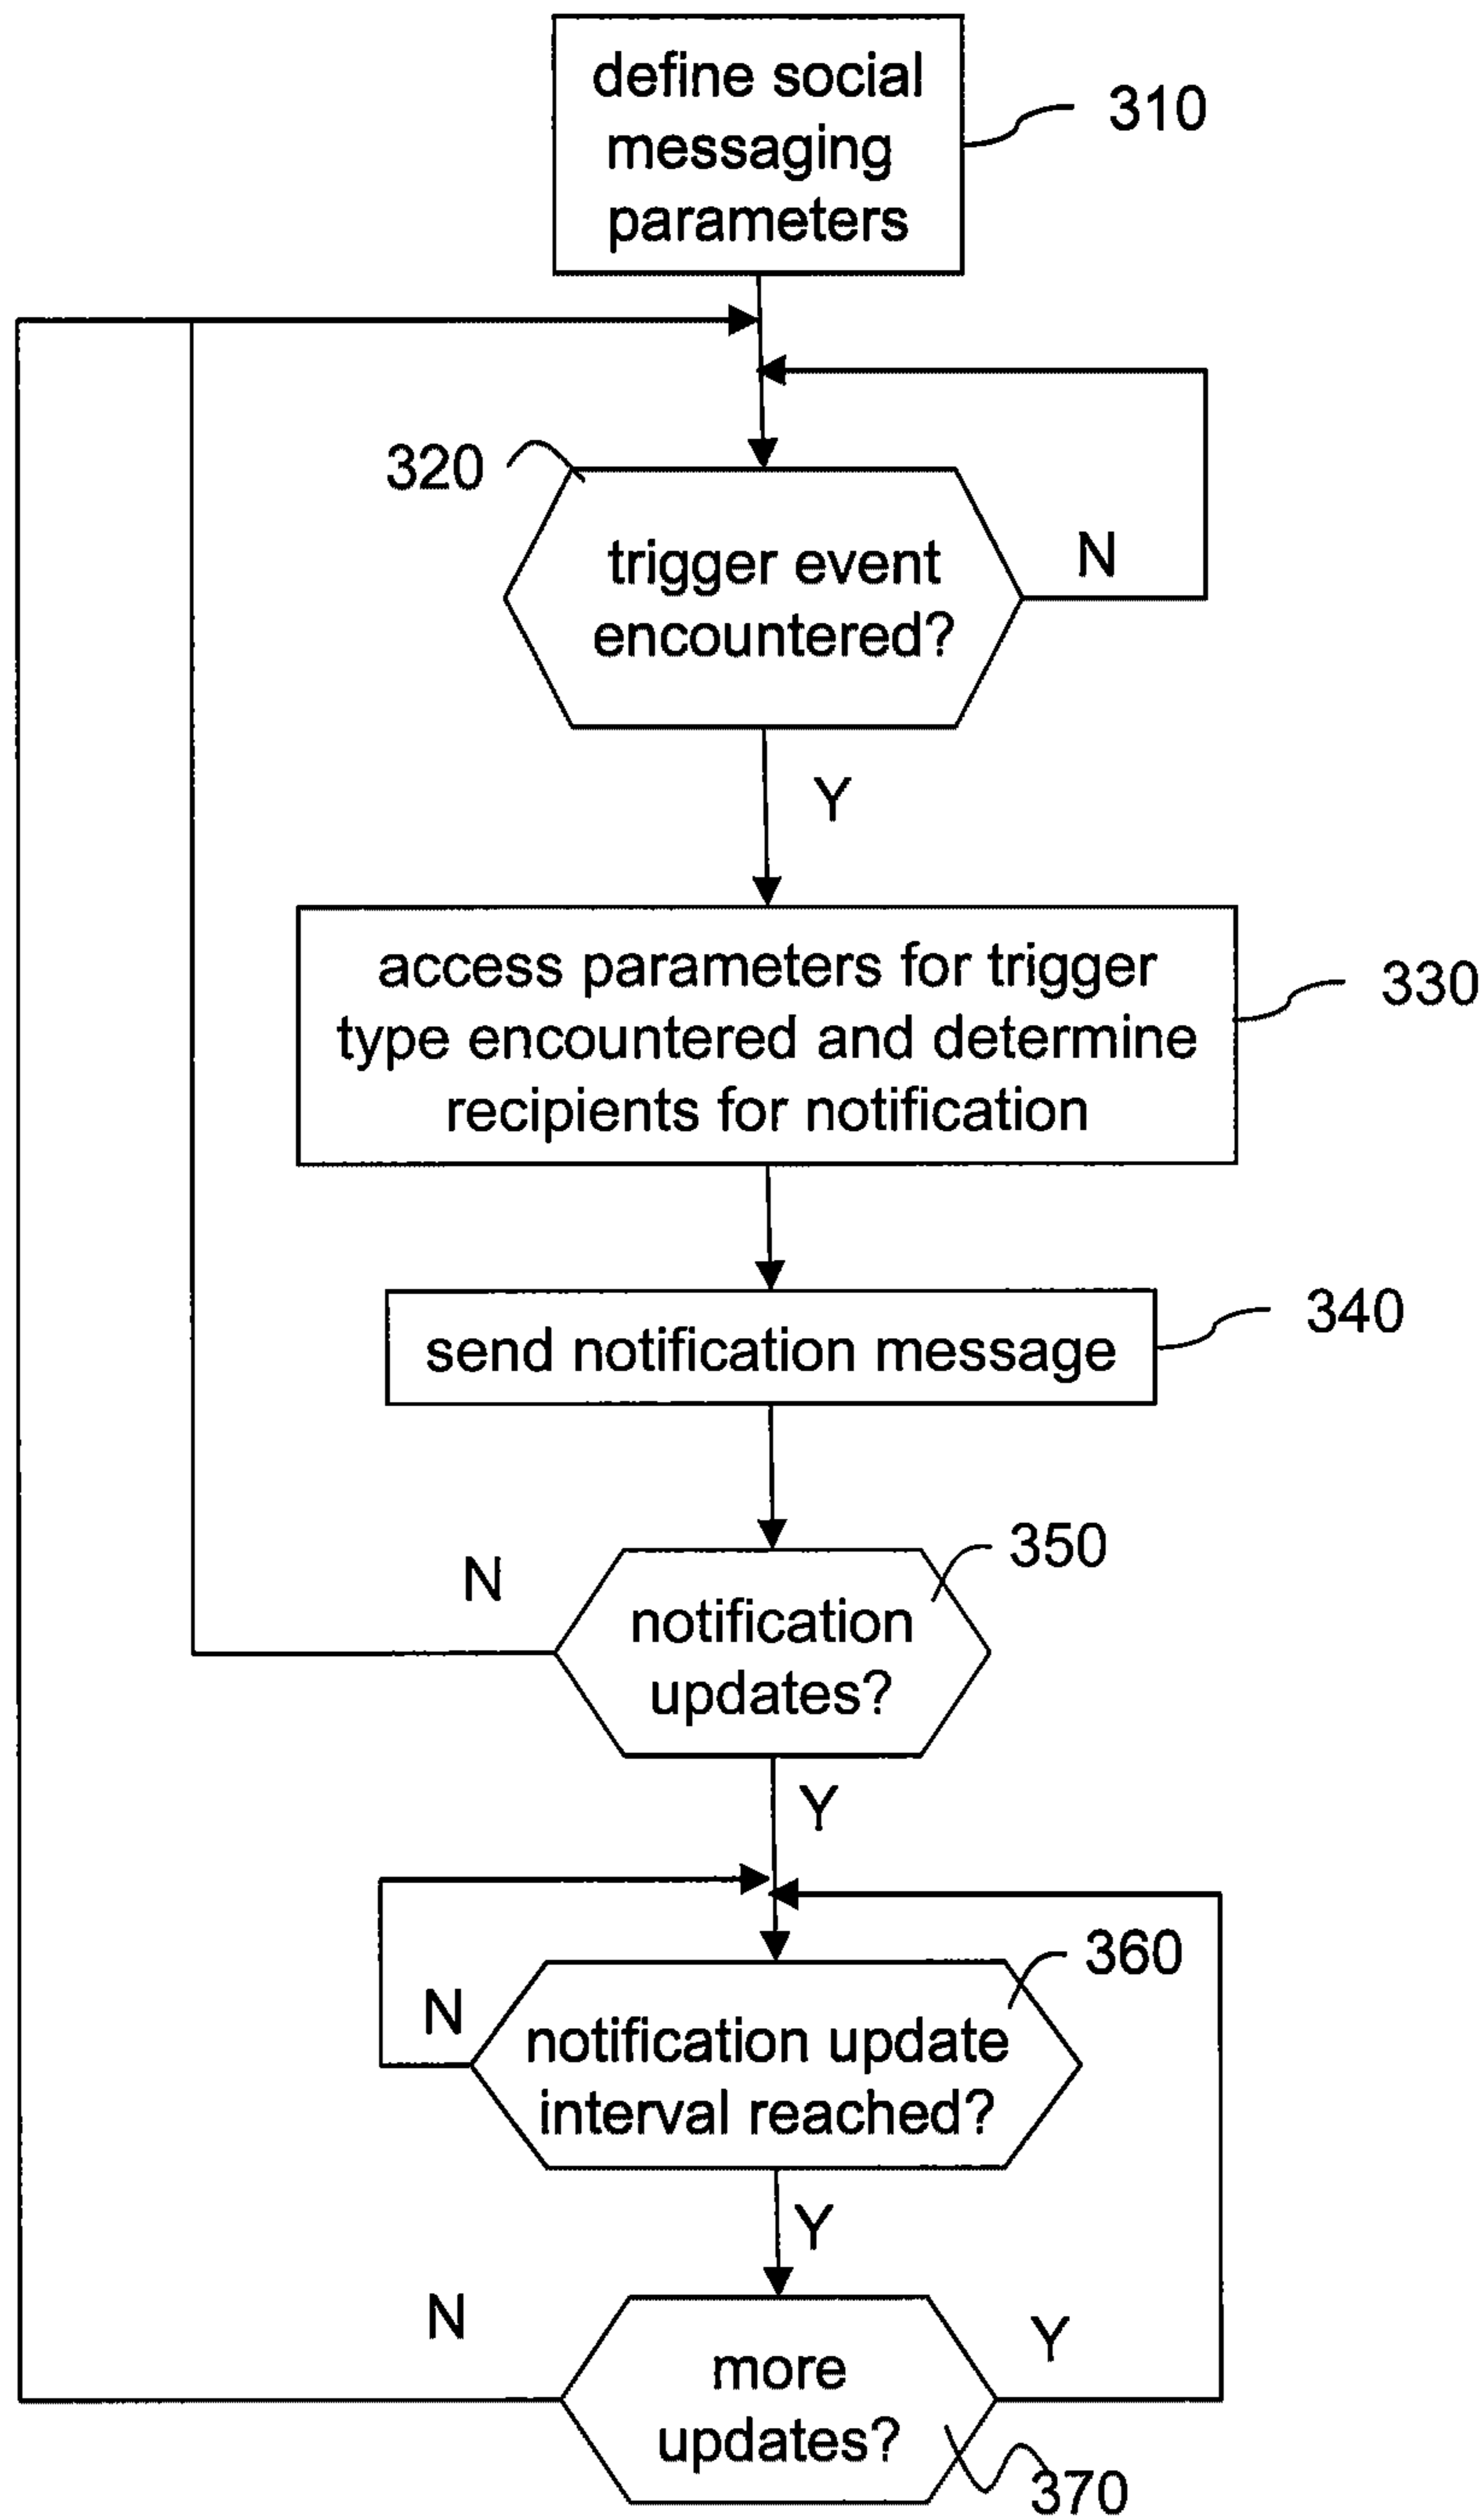 define social
messaging
parameters
310
320
trigger event
encountered?
N
Y
access parameters for trigger
type encountered and determine
recipients for notification
330
send notification message
340
350
N
notification
updates?
Y
360
N
notification update
interval reached?
Y
N
more
updates?
Y
370